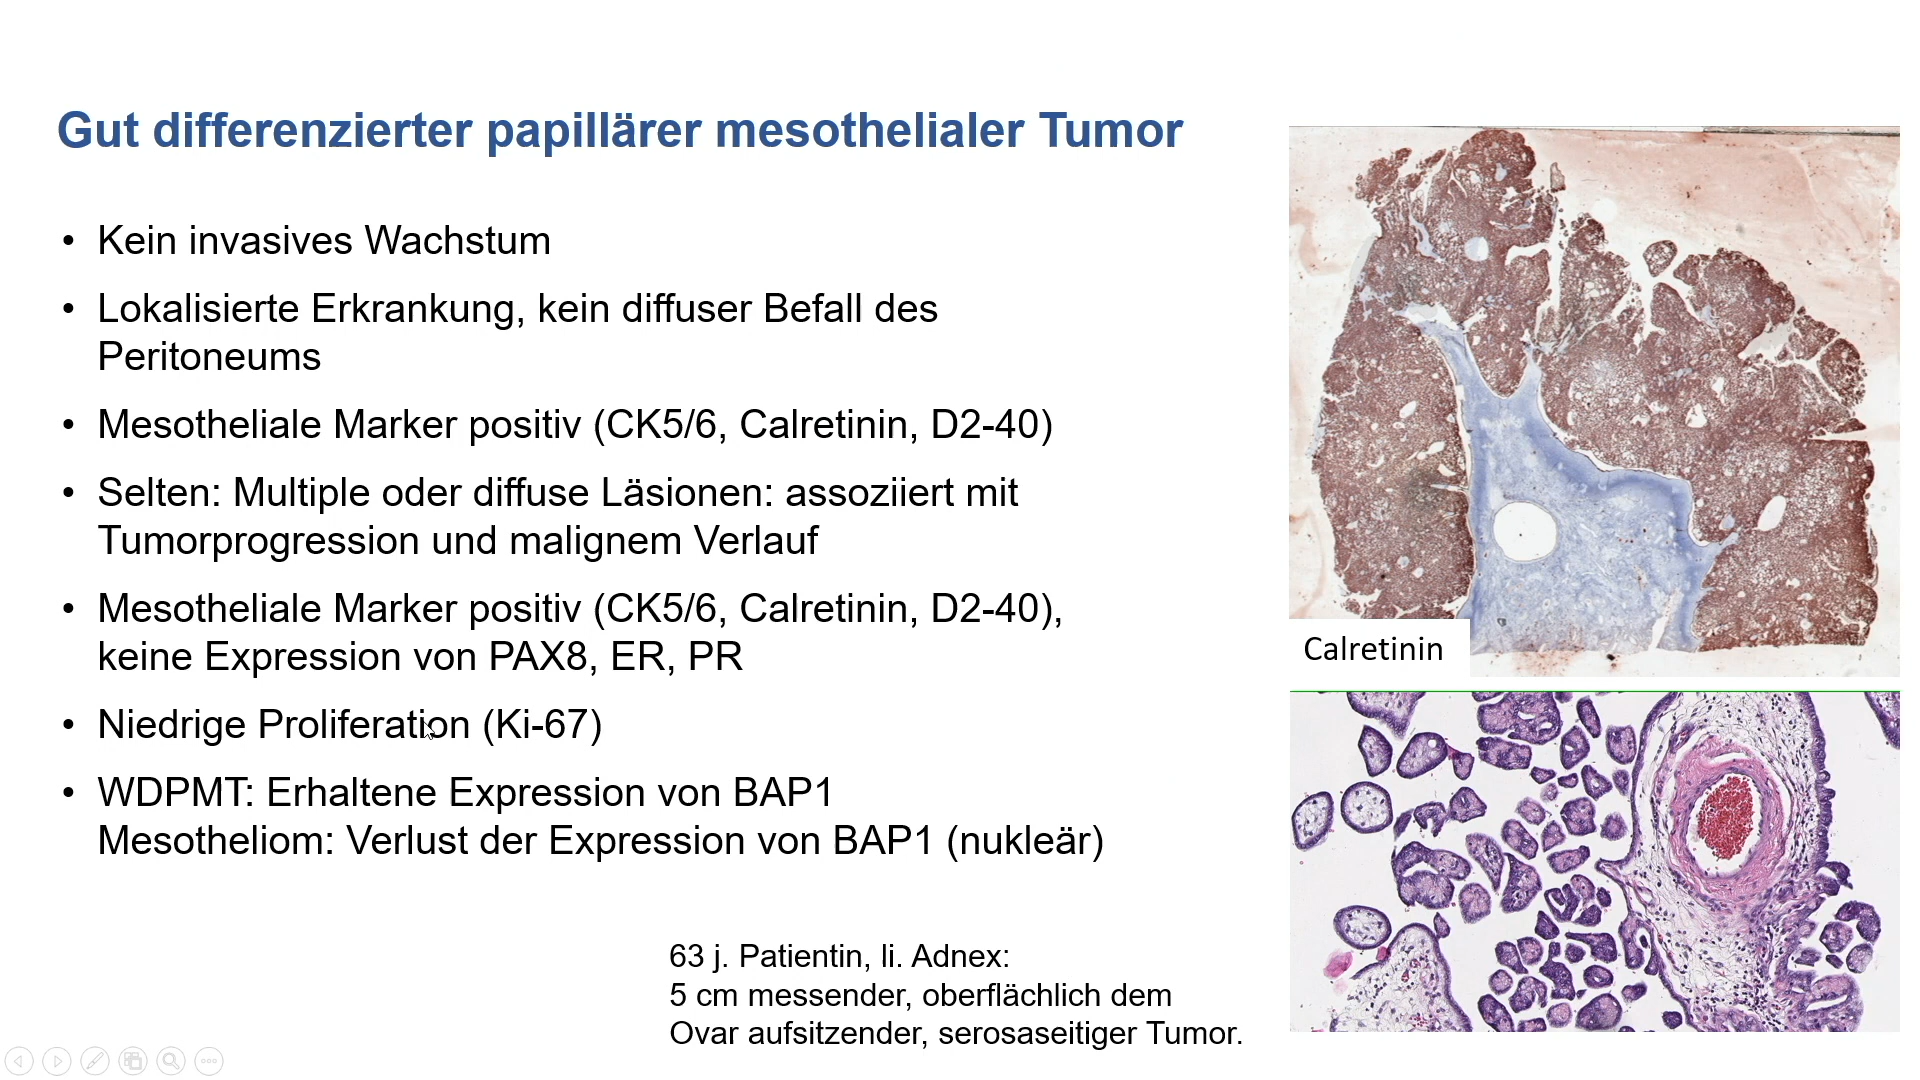 Gut differenzierter papillärer mesothelialer Tumor
• Kein invasives Wachstum
• Lokalisierte Erkrankung, kein diffuser Befall des
Peritoneums
• Mesotheliale Marker positiv (CK5/6, Calretinin, D2-40)
• Selten: Multiple oder diffuse Läsionen: assoziiert mit
Tumorprogression und malignem Verlauf
• Mesotheliale Marker positiv (CK5/6, Calretinin, D2-40),
keine Expression von PAX8, ER, PR
• Niedrige Proliferation (Ki-67)
• WDPMT: Erhaltene Expression von BAP1
Mesotheliom: Verlust der Expression von BAP1 (nukleär)
63 j. Patientin, li. Adnex:
5 cm messender, oberflächlich dem
Ovar aufsitzender, serosaseitiger Tumor.
Calretinin